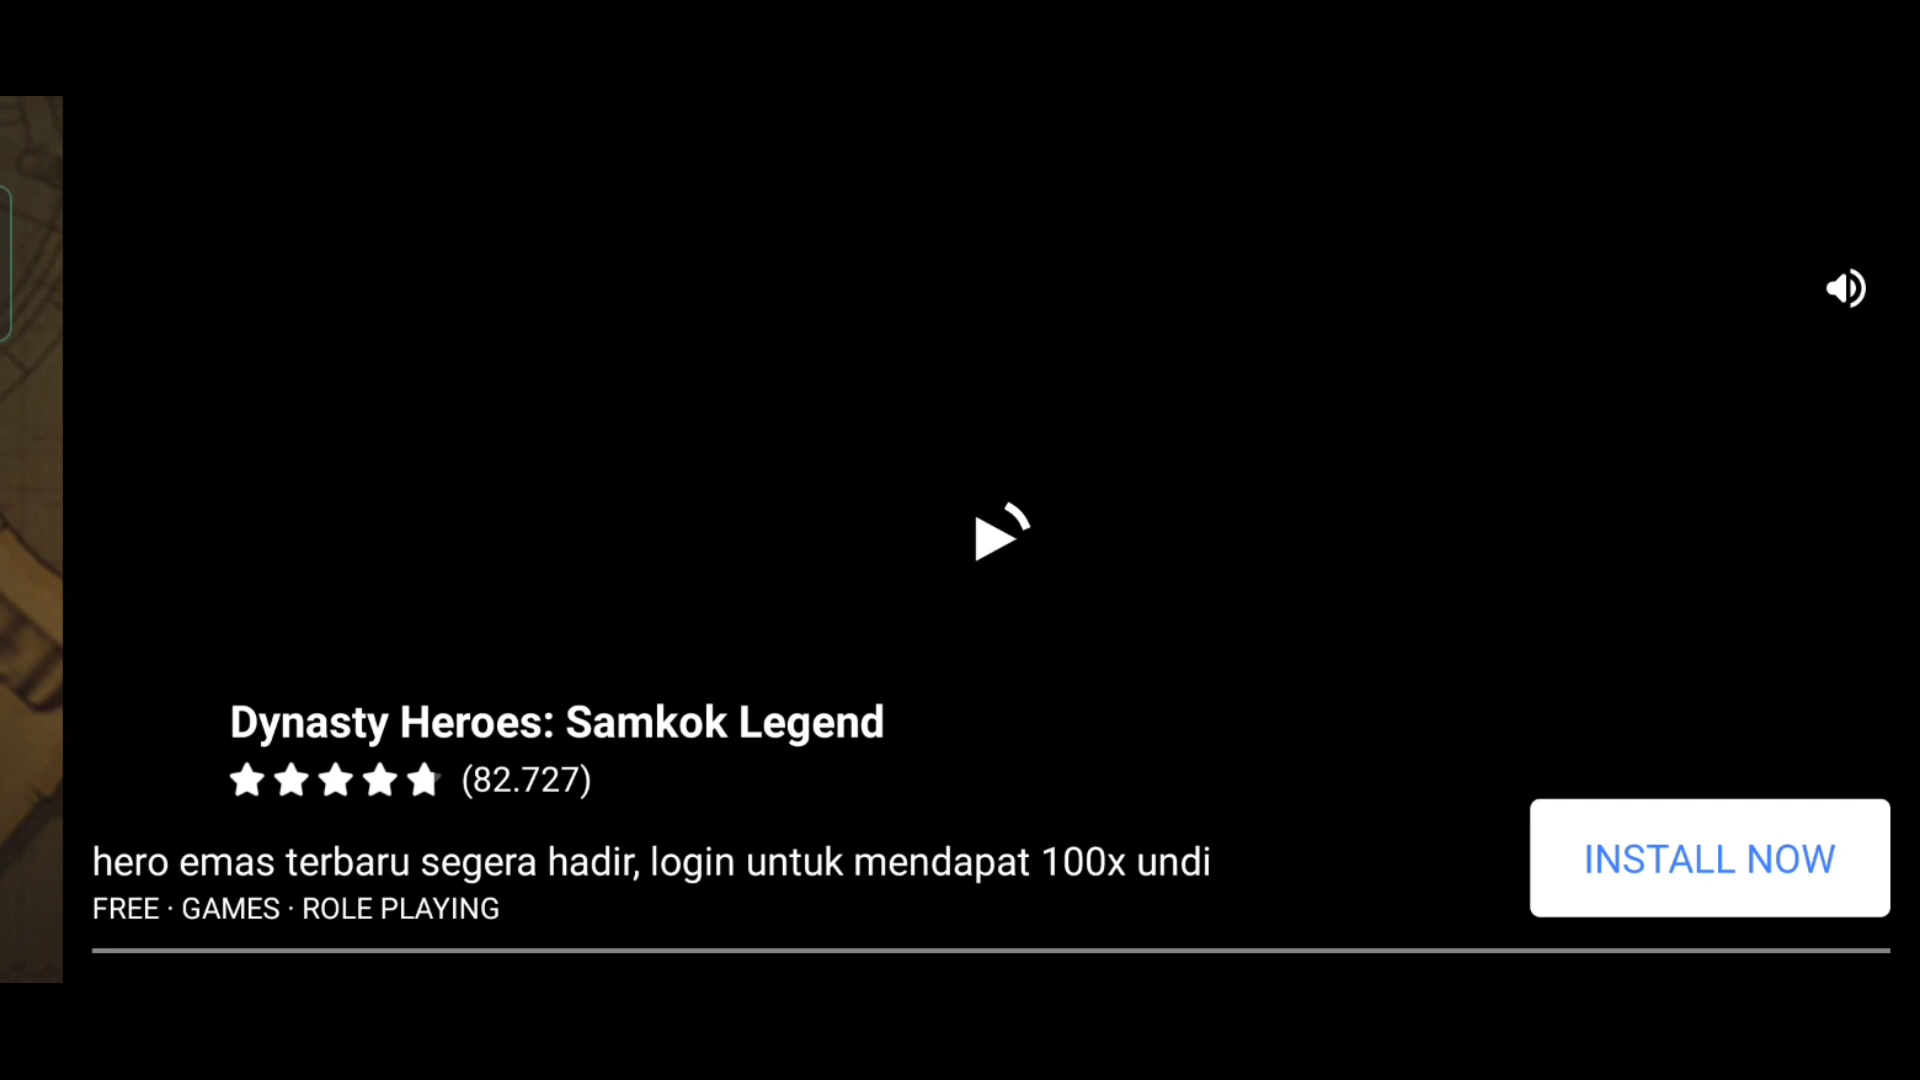 Dynasty Heroes: Samkok Legend
(82.727)
hero emas terbaru segera hadir, login untuk mendapat 100x undi
FREE · GAMES · ROLE PLAYING
INSTALL NOW